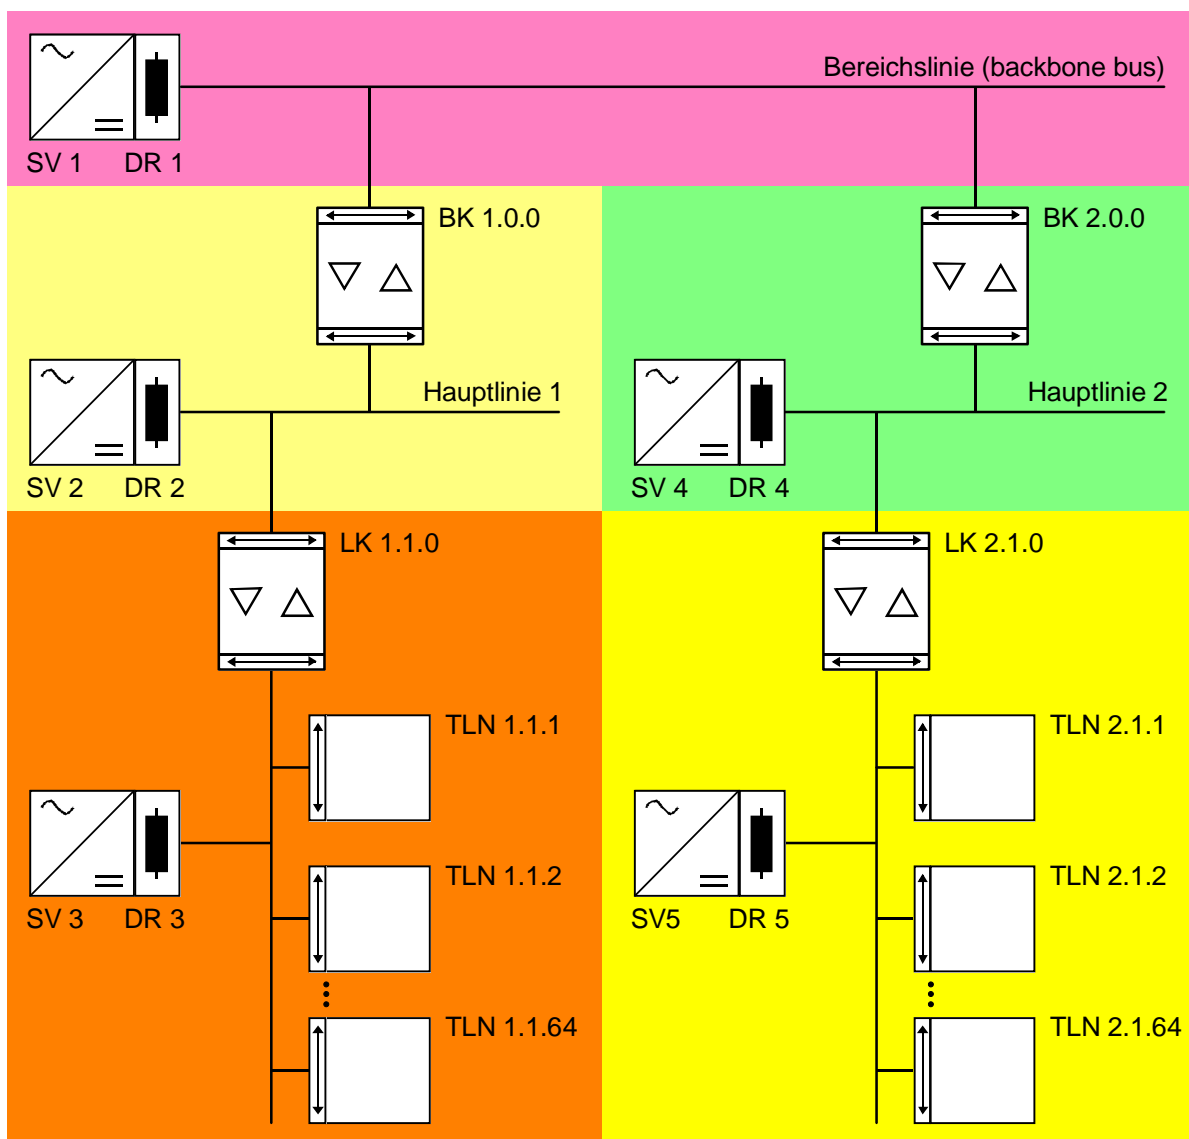 Bereichslinie (backbone bus)
SV 1 DR 1
BK 1.0.0
BK 2.0.0
Hauptlinie 1
Hauptlinie 2
SV 2 DR 2
SV 4 DR 4
LK 1.1.0
LK 2.1.0
TLN 1.1.1
TLN 2.1.1
TLN 1.1.2
TLN 2.1.2
SV 3 DR 3
SV5 DR 5
TLN 1.1.64
TLN 2.1.64